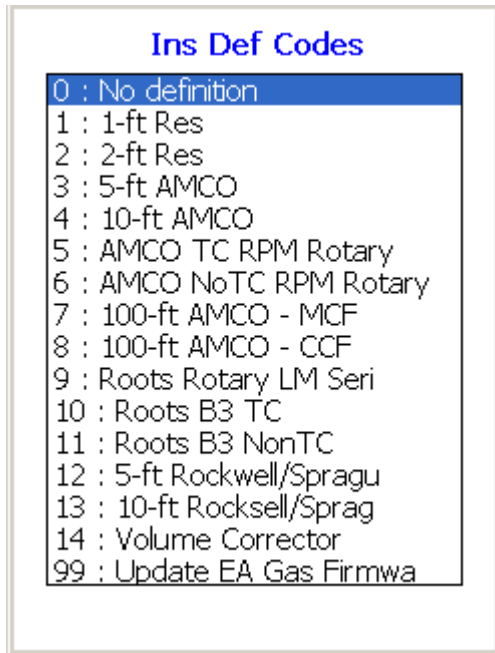 Ins Def Codes
0 : No definition
1 : 1-ft Res
2 : 2-ft Res
3 : 5-ft AMCO
4 : 10-ft AMCO
5 : AMCO TC RPM Rotary
6 : AMCO NoTC RPM Rotary
7 : 100-ft AMCO - MCF
8 : 100-ft AMCO - CCF
9 : Roots Rotary LM Seri
10 : Roots B3 TC
11 : Roots B3 NonTC
12 : 5-ft Rockwell/Spragu
13 : 10-ft Rocksell/Sprag
14 : Volume Corrector
99 : Update EA Gas Firmwa